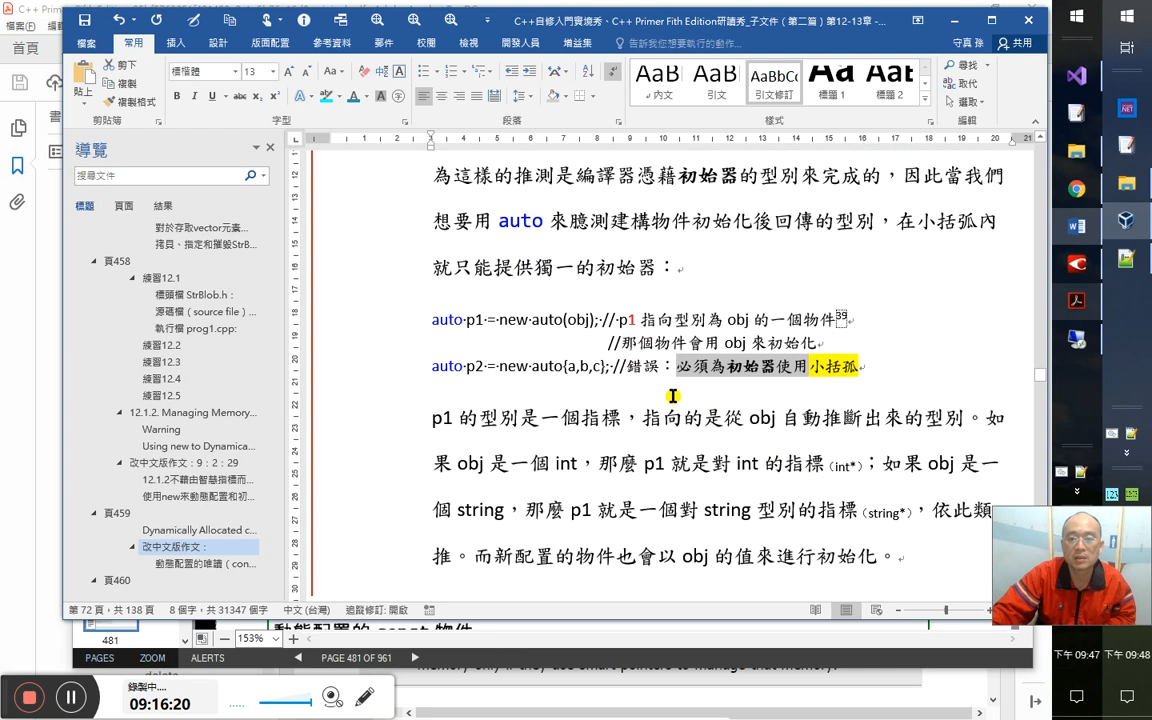 C++ Prim
檔案(F)
首頁
C++自修入門實境秀、C++ Primer Fith Edition研讀秀_子文件（第二篇）第12-13章 -...
檔案 常用 插入 設計 版面配置 參考資料 郵件 校閱 檢視 開發人員 增益集 告訴我您想要執行的動作... 守真 孫 共用
貼上 剪下 複製 複製格式
標楷體 13
AaB AaB AaBbCc Aa Aat
內文 引文 引文修訂 標題 1 標題 2
尋找 取代 選取
剪貼簿 字型 段落 樣式 編輯
導覽
搜尋文件
標題 頁面 結果
對於存取vector元素...
拷貝、指定和摧毀StrB...
頁458
練習12.1
標頭檔 StrBlob.h：
源碼檔（source file）...
執行檔 prog1.cpp:
練習12.2
練習12.3
練習12.4
練習12.5
12.1.2. Managing Memory...
Warning
Using new to Dynamica...
改中文版作文：9：2：29
12.1.2不藉由智慧指標而...
使用new來動態配置和初...
頁459
Dynamically Allocated c...
改中文版作文：
動態配置的唯讀（con...
頁460
為這樣的推測是編譯器憑藉初始器的型別來完成的，因此當我們
想要用 auto 來臆測建構物件初始化後回傳的型別，在小括弧內
就只能提供獨一的初始器：
auto p1 = new auto(obj); // p1 指向型別為 obj 的一個物件39
//那個物件會用 obj 來初始化
auto p2 = new auto{a,b,c}; //錯誤：必須為初始器使用小括孤
p1 的型別是一個指標，指向的是從 obj 自動推斷出來的型別。如
果 obj 是一個 int，那麼 p1 就是對 int 的指標（int*）；如果 obj 是一
個 string，那麼 p1 就是一個對 string 型別的指標（string*），依此類
推。而新配置的物件也會以 obj 的值來進行初始化。
第 72 頁，共 138 頁 8 個字，共 31347 個字 中文 (台灣) 追蹤修訂: 開啟
481
153%
PAGES ZOOM ALERTS PAGE 481 OF 961
memory only if they use smart pointers to manage that memory.
錄製中....
09:16:20
下午 09:47 下午 09:48